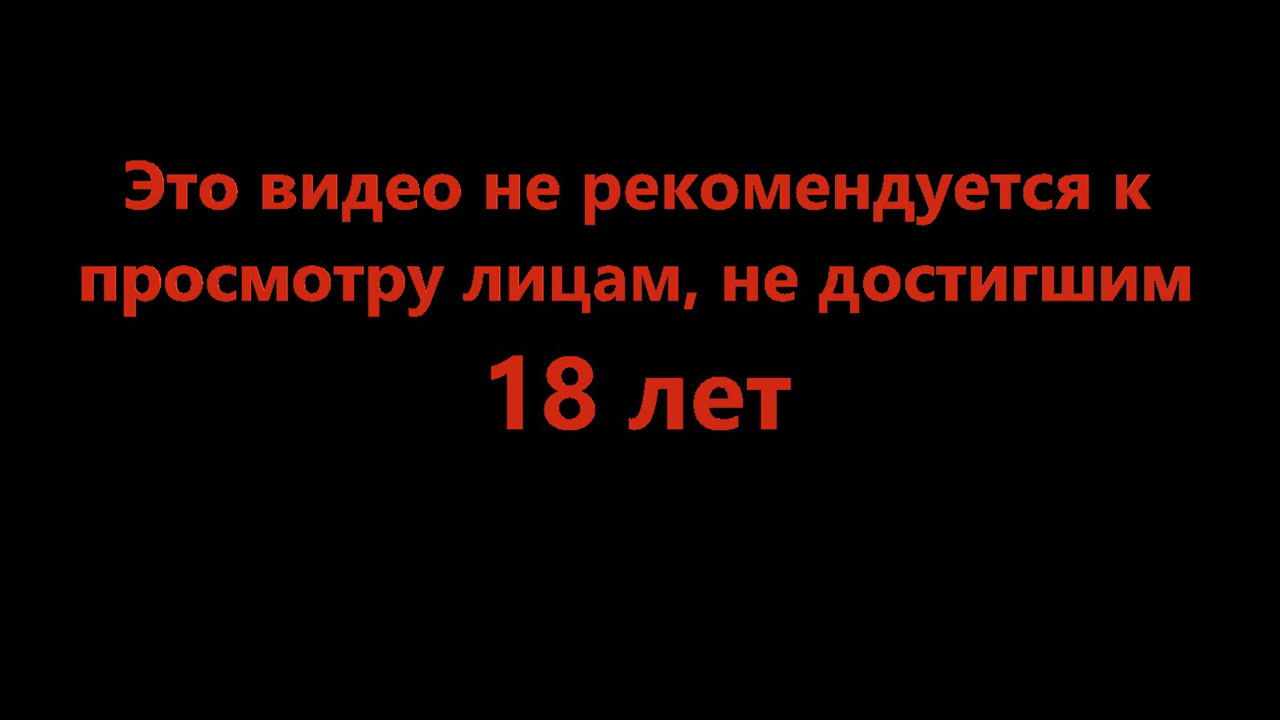 Это видео не рекомендуется к
просмотру лицам, не достигшим
18 лет